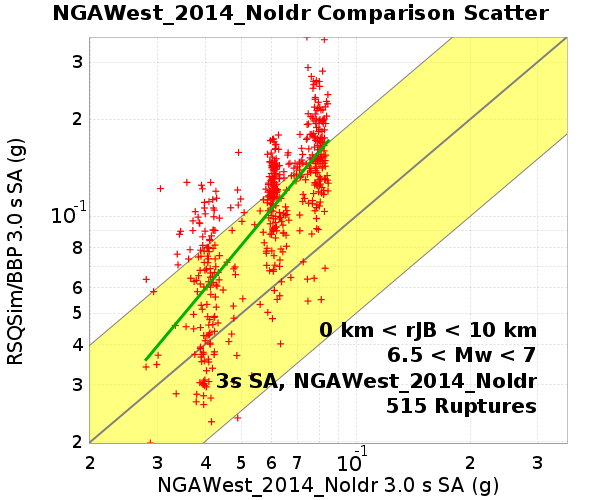 NGAWest_2014_NoIdr Comparison Scatter
RSQSim/BBP 3.0 s SA (g)
3
2
10^-1
8
6
5
4
3
2
0 km < rJB < 10 km
6.5 < Mw < 7
3s SA, NGAWest_2014_NoIdr
515 Ruptures
2 3 4 5 6 7 10^-1 2 3
NGAWest_2014_NoIdr 3.0 s SA (g)